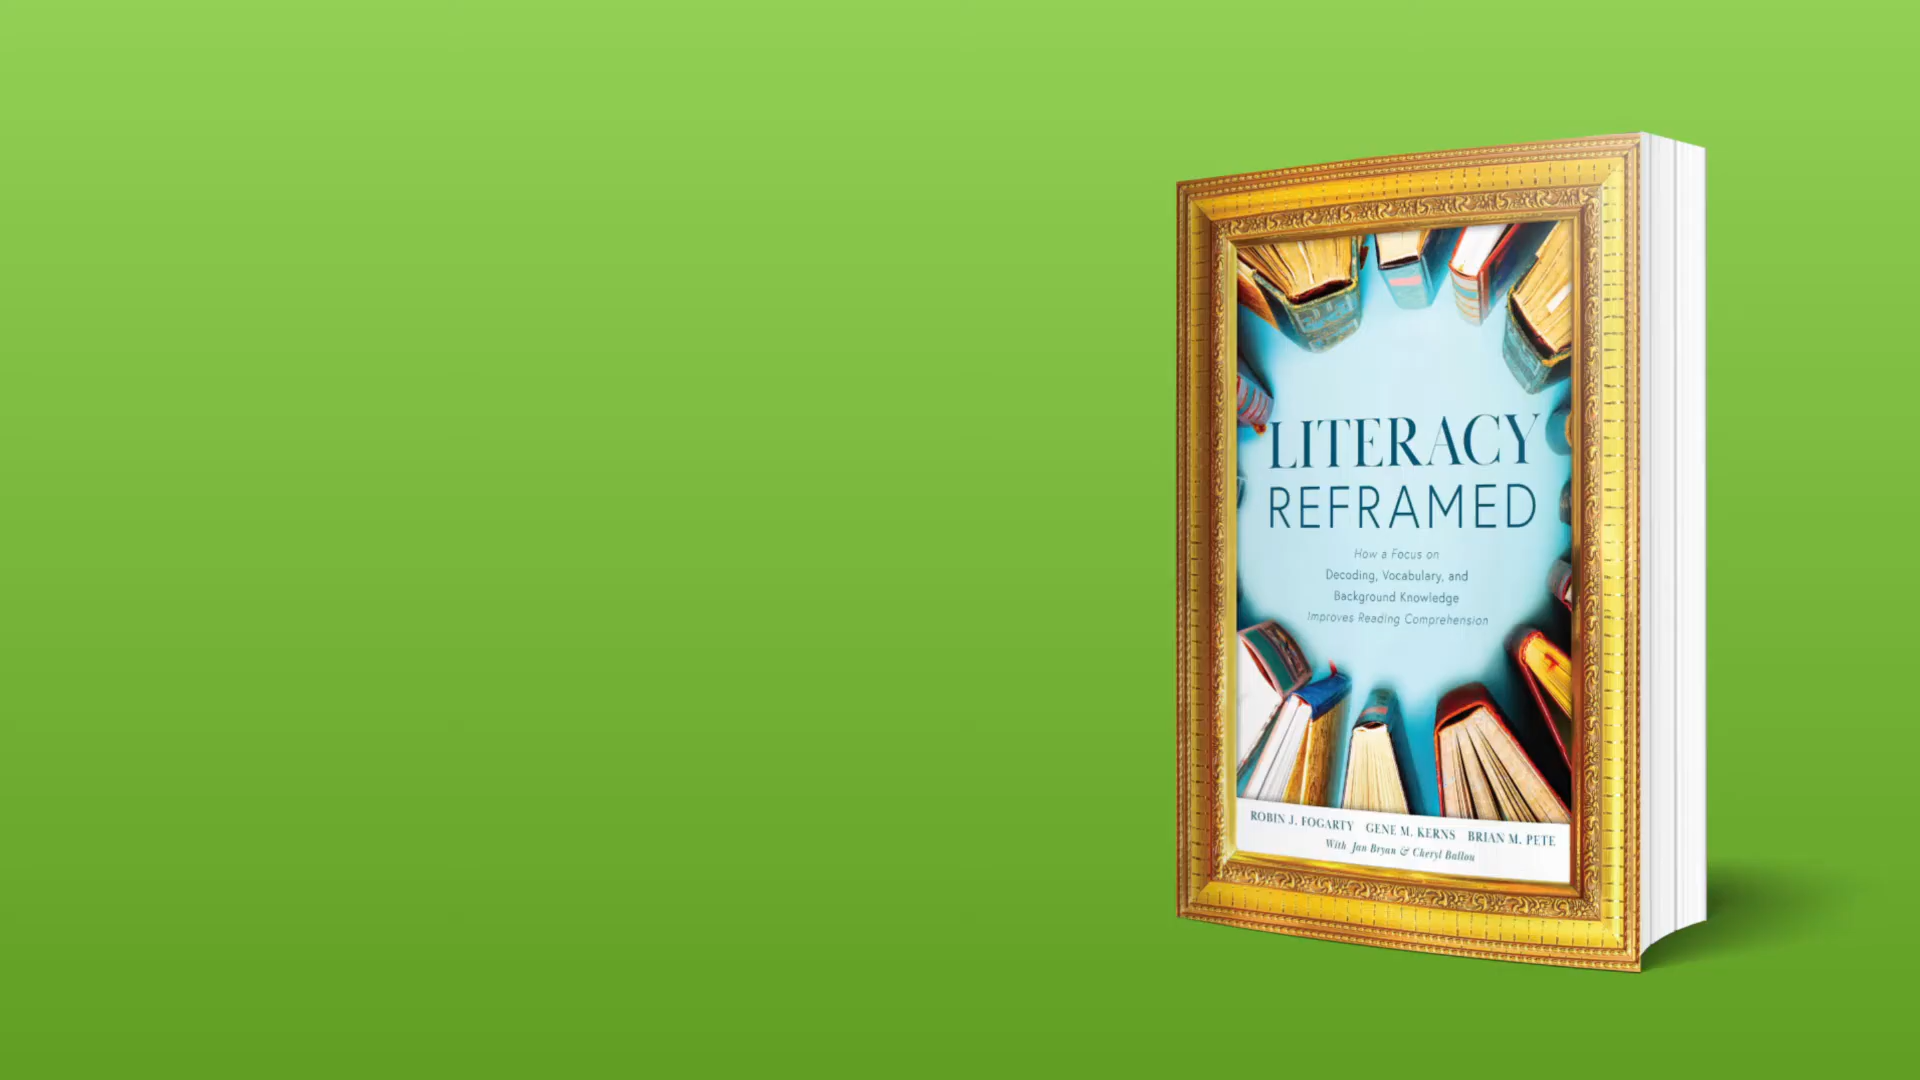 LITERACY
REFRAMED
How a Focus on
Decoding, Vocabulary, and
Background Knowledge
Improves Reading Comprehension
ROBIN J. FOGARTY GENE M. KERNS BRIAN M. PETE
With Jan Bryan & Cheryl Ballou